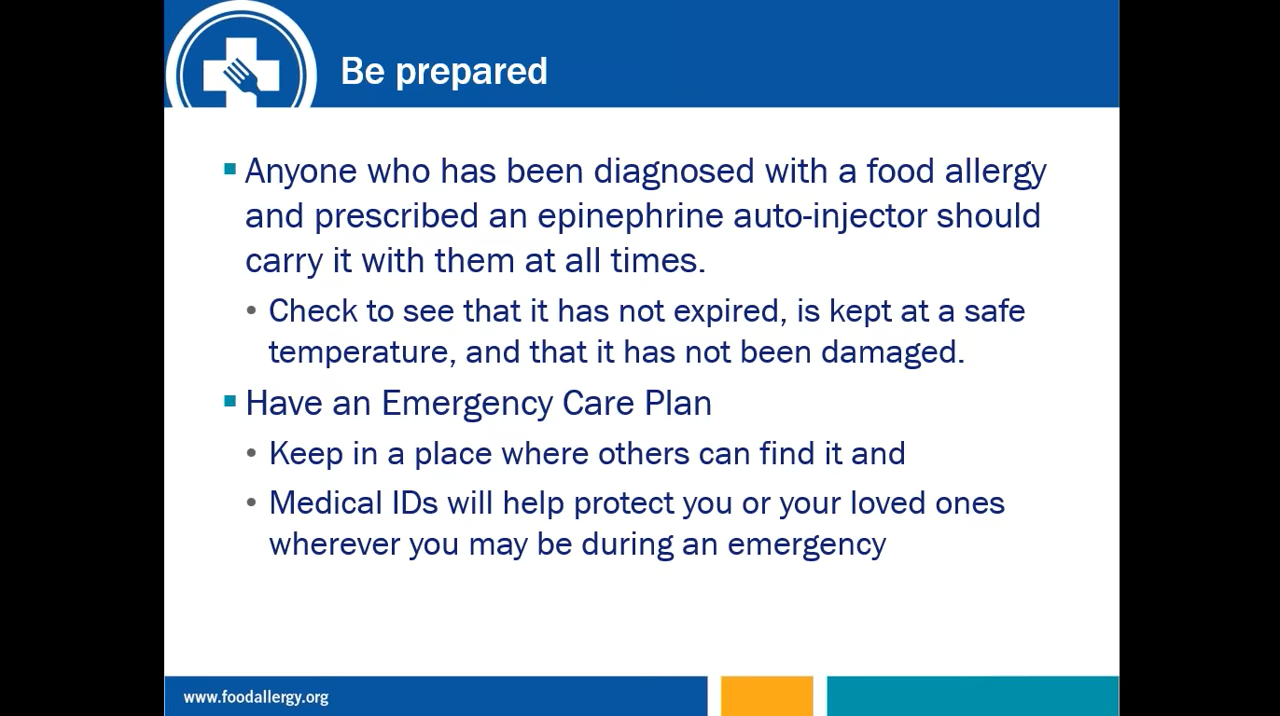 Be prepared
Anyone who has been diagnosed with a food allergy
and prescribed an epinephrine auto-injector should
carry it with them at all times.
Check to see that it has not expired, is kept at a safe
temperature, and that it has not been damaged.
Have an Emergency Care Plan
Keep in a place where others can find it and
Medical IDs will help protect you or your loved ones
wherever you may be during an emergency
www.foodallergy.org